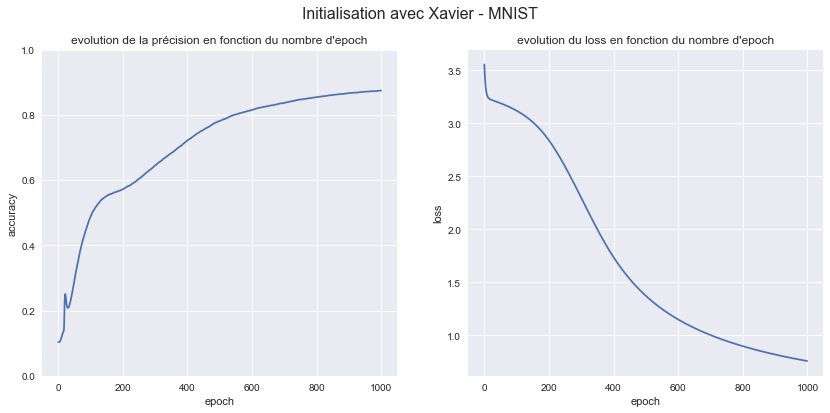 Initialisation avec Xavier - MNIST
evolution de la précision en fonction du nombre d'epoch
1.0
0.8
0.6
0.4
0.2
0.0
accuracy
0 200 400 600 800 1000
epoch
evolution du loss en fonction du nombre d'epoch
3.5
3.0
2.5
2.0
1.5
1.0
loss
0 200 400 600 800 1000
epoch